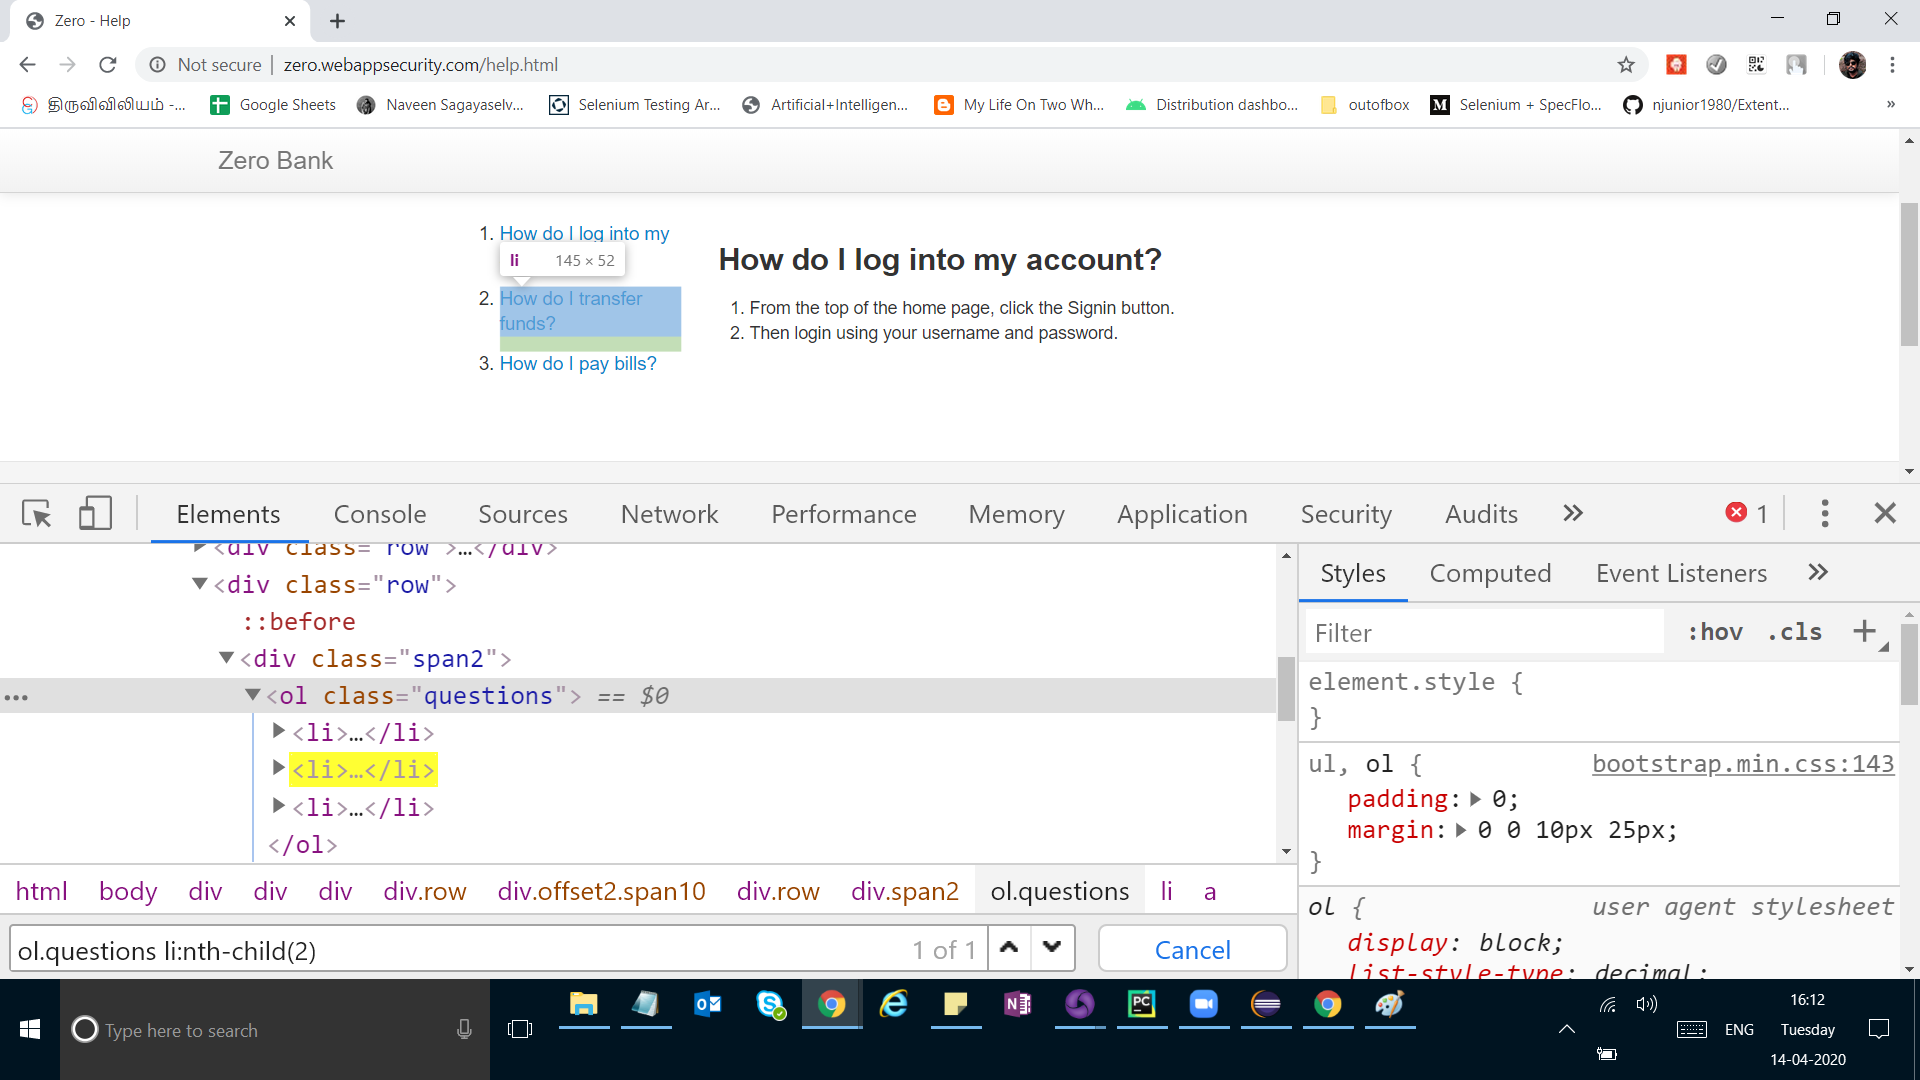 Zero - Help
Not secure | zero.webappsecurity.com/help.html
திருவிவிலியம் -...
Google Sheets
Naveen Sagayaselv...
Selenium Testing Ar...
Artificial+Intelligen...
My Life On Two Wh...
Distribution dashbo...
outofbox
Selenium + SpecFlo...
njunior1980/Extent...
»
Zero Bank
1. How do I log into my
li 145 × 52
2. How do I transfer
funds?
3. How do I pay bills?
How do I log into my account?
1. From the top of the home page, click the Signin button.
2. Then login using your username and password.
Elements
Console
Sources
Network
Performance
Memory
Application
Security
Audits
1
<div class="row">…</div>
<div class="row">
::before
<div class="span2">
<ol class="questions"> == $0
<li>…</li>
<li>…</li>
<li>…</li>
</ol>
html body div div div div.row div.offset2.span10 div.row div.span2 ol.questions li a
ol.questions li:nth-child(2)
1 of 1
Cancel
Styles
Computed
Event Listeners
Filter
:hov .cls
element.style {
}
ul, ol {
bootstrap.min.css:143
padding: 0;
margin: 0 0 10px 25px;
}
ol {
user agent stylesheet
display: block;
list-style-type: decimal;
Type here to search
ENG
16:12
Tuesday
14-04-2020